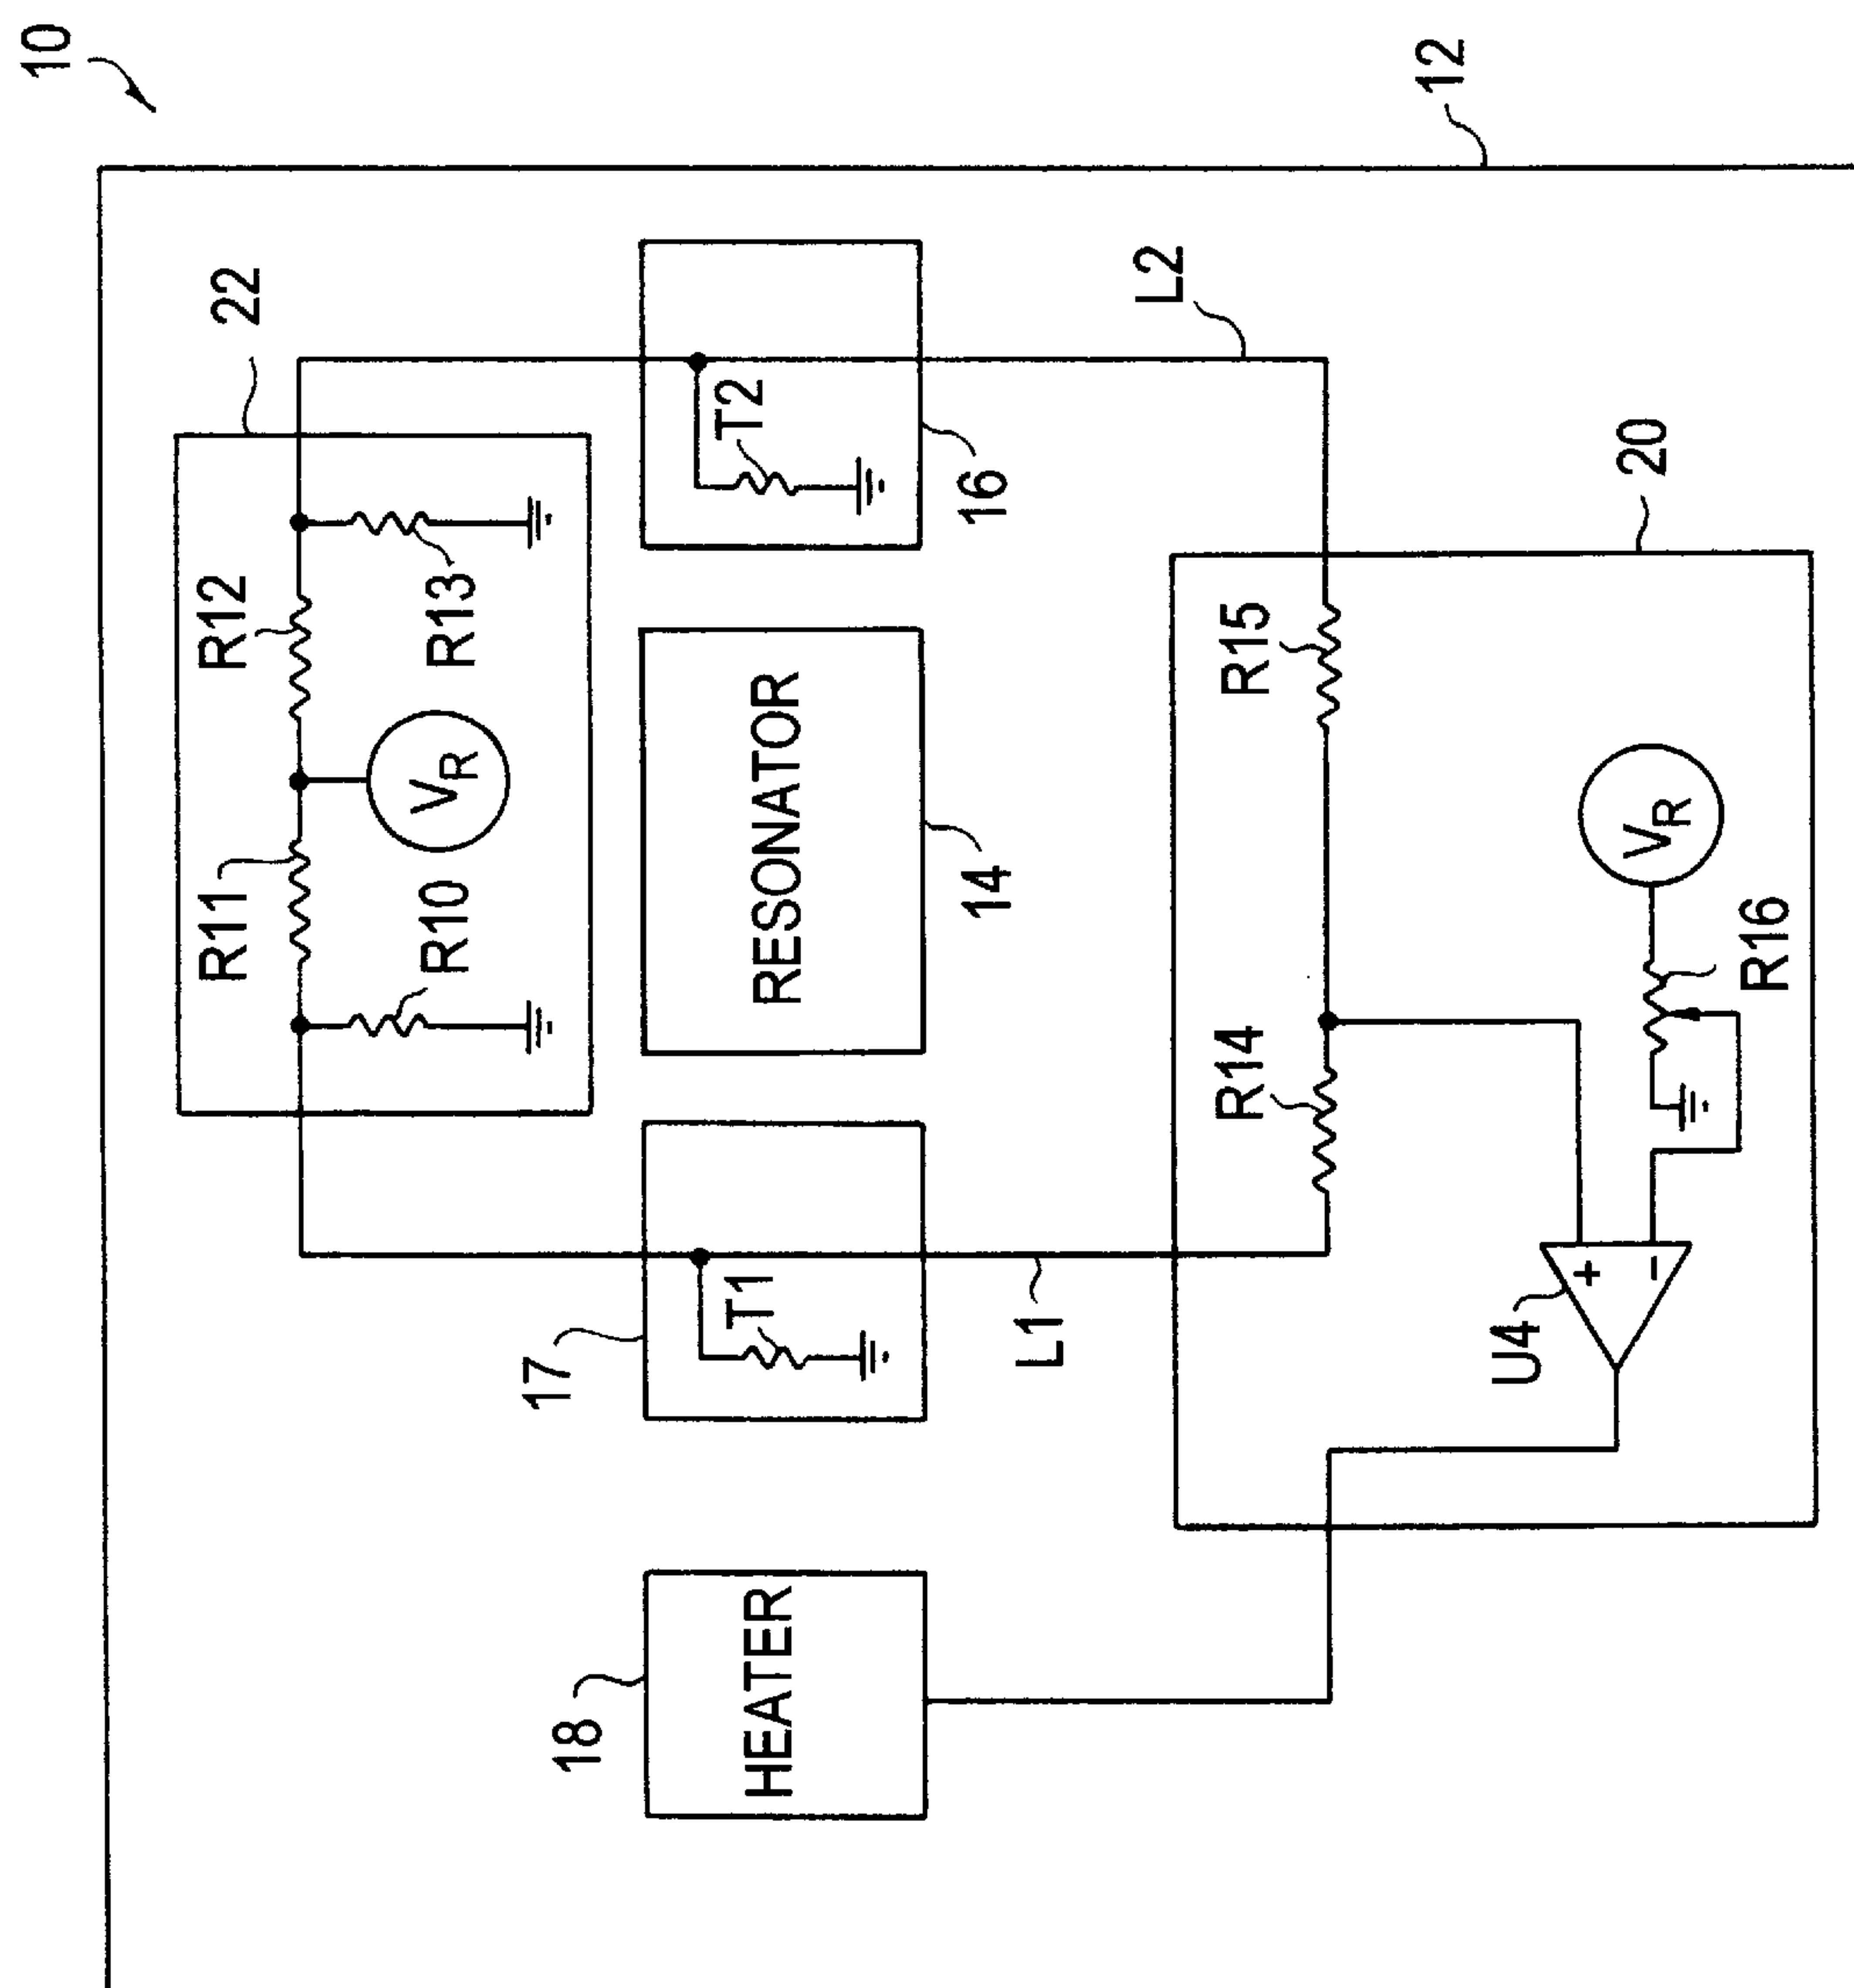 10
12
22
R11
R12
R10
R13
VR
17
T1
RESONATOR
14
T2
16
L1
L2
18
HEATER
20
R14
R15
U4
+
-
VR
R16